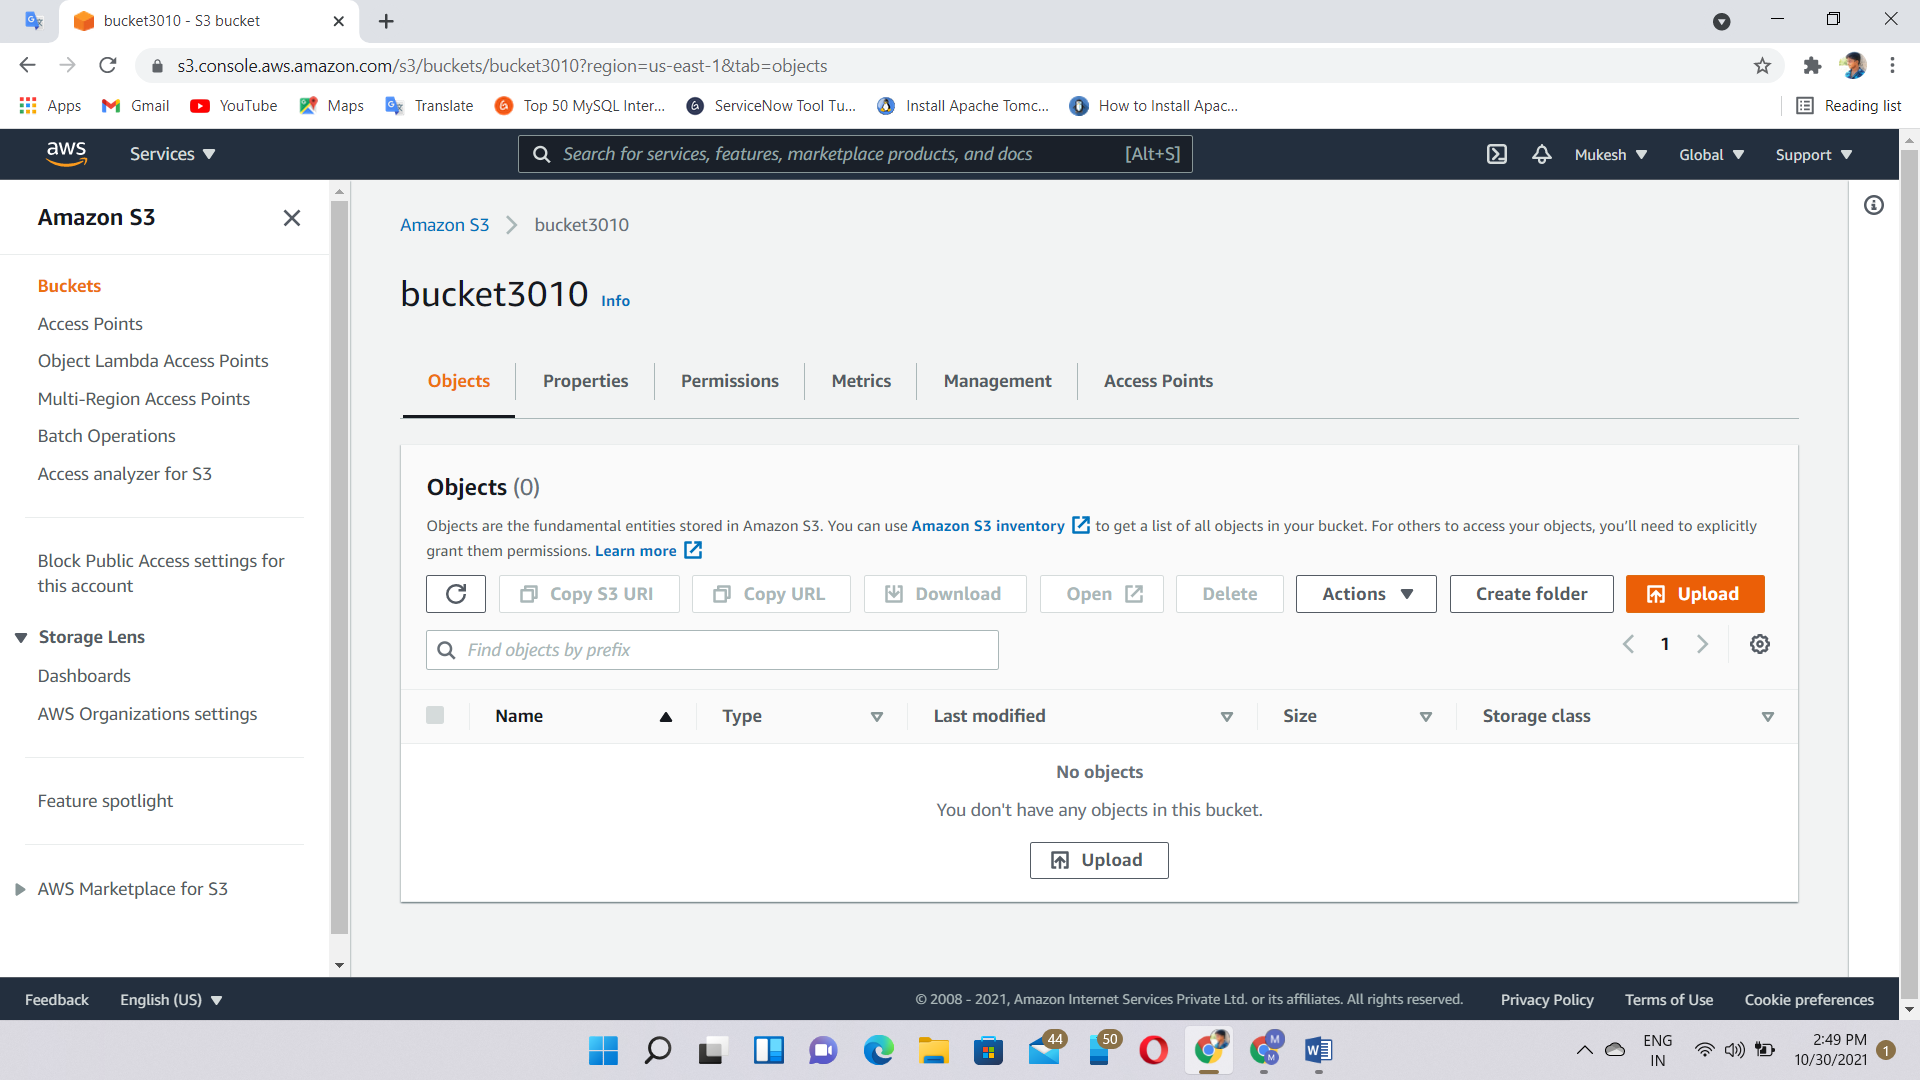 bucket3010 - S3 bucket
s3.console.aws.amazon.com/s3/buckets/bucket3010?region=us-east-1&tab=objects
Apps Gmail YouTube Maps Translate Top 50 MySQL Inter... ServiceNow Tool Tu... Install Apache Tomc... How to Install Apac... Reading list
aws Services Search for services, features, marketplace products, and docs [Alt+S] Mukesh Global Support
Amazon S3
Buckets
Access Points
Object Lambda Access Points
Multi-Region Access Points
Batch Operations
Access analyzer for S3
Block Public Access settings for
this account
Storage Lens
Dashboards
AWS Organizations settings
Feature spotlight
AWS Marketplace for S3
Amazon S3 bucket3010
bucket3010 Info
Objects Properties Permissions Metrics Management Access Points
Objects (0)
Objects are the fundamental entities stored in Amazon S3. You can use Amazon S3 inventory to get a list of all objects in your bucket. For others to access your objects, you’ll need to explicitly
grant them permissions. Learn more
Copy S3 URI Copy URL Download Open Delete Actions Create folder Upload
Find objects by prefix 1
Name Type Last modified Size Storage class
No objects
You don't have any objects in this bucket.
Upload
Feedback English (US) © 2008 - 2021, Amazon Internet Services Private Ltd. or its affiliates. All rights reserved. Privacy Policy Terms of Use Cookie preferences
44 50 M M W ENG 2:49 PM 1
IN 10/30/2021